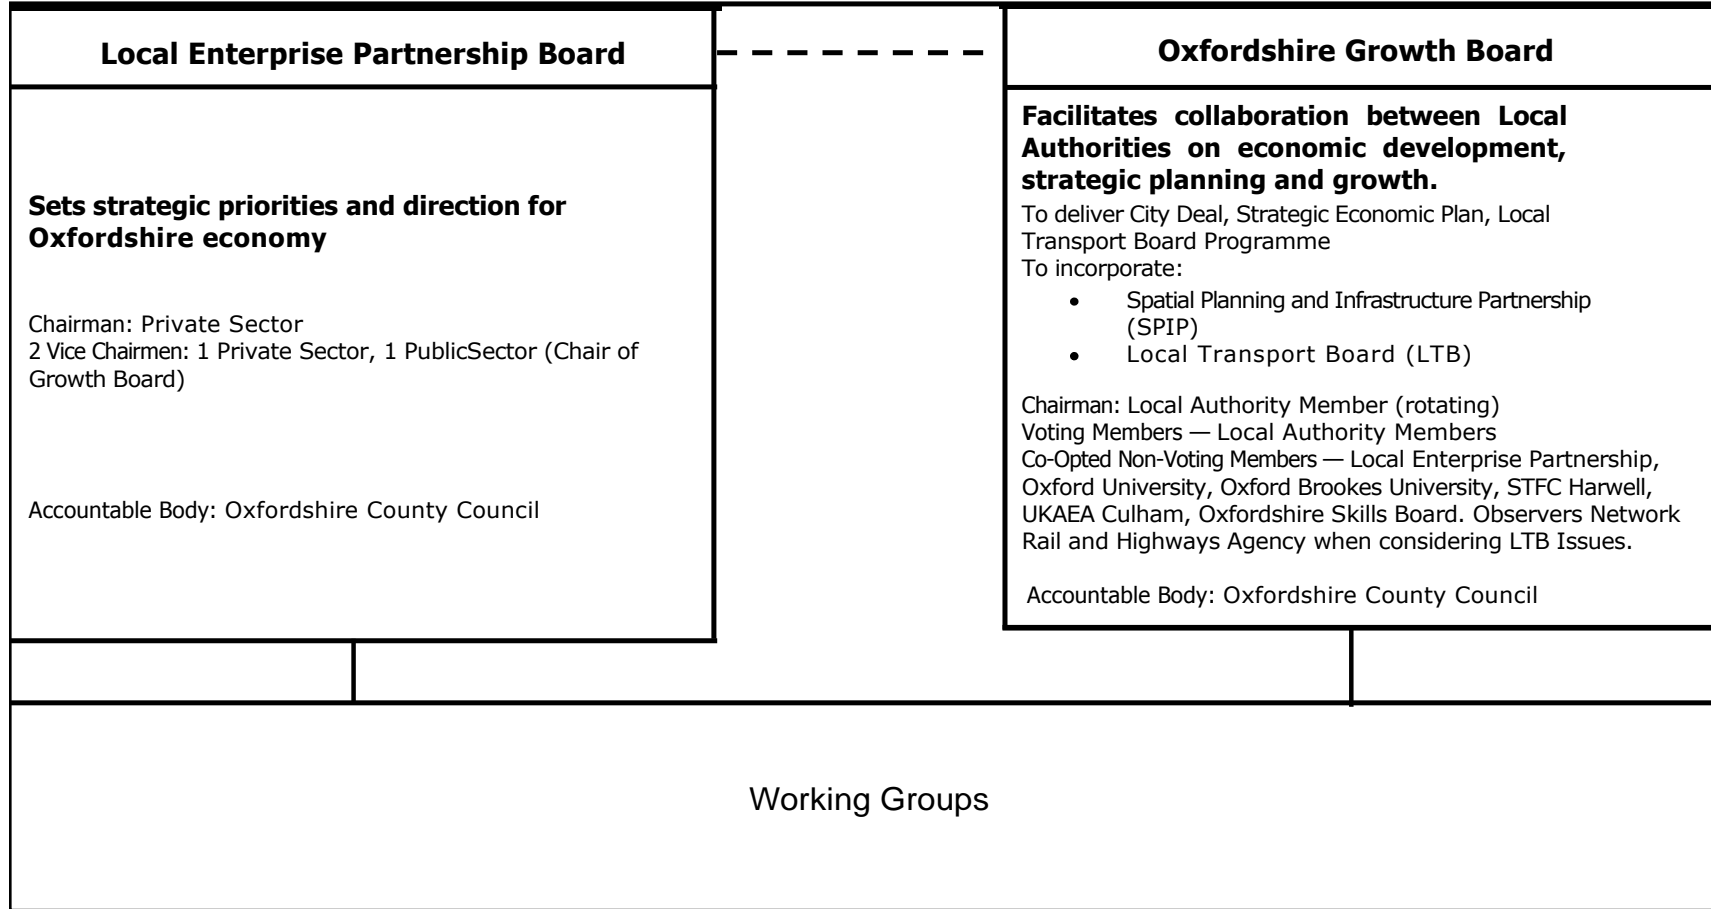 Local Enterprise Partnership Board
Sets strategic priorities and direction for
Oxfordshire economy
Chairman: Private Sector
2 Vice Chairmen: 1 Private Sector, 1 PublicSector (Chair of
Growth Board)
Accountable Body: Oxfordshire County Council
Oxfordshire Growth Board
Facilitates collaboration between Local
Authorities on economic development,
strategic planning and growth.
To deliver City Deal, Strategic Economic Plan, Local
Transport Board Programme
To incorporate:
• Spatial Planning and Infrastructure Partnership
(SPIP)
• Local Transport Board (LTB)
Chairman: Local Authority Member (rotating)
Voting Members — Local Authority Members
Co-Opted Non-Voting Members — Local Enterprise Partnership,
Oxford University, Oxford Brookes University, STFC Harwell,
UKAEA Culham, Oxfordshire Skills Board. Observers Network
Rail and Highways Agency when considering LTB Issues.
Accountable Body: Oxfordshire County Council
Working Groups